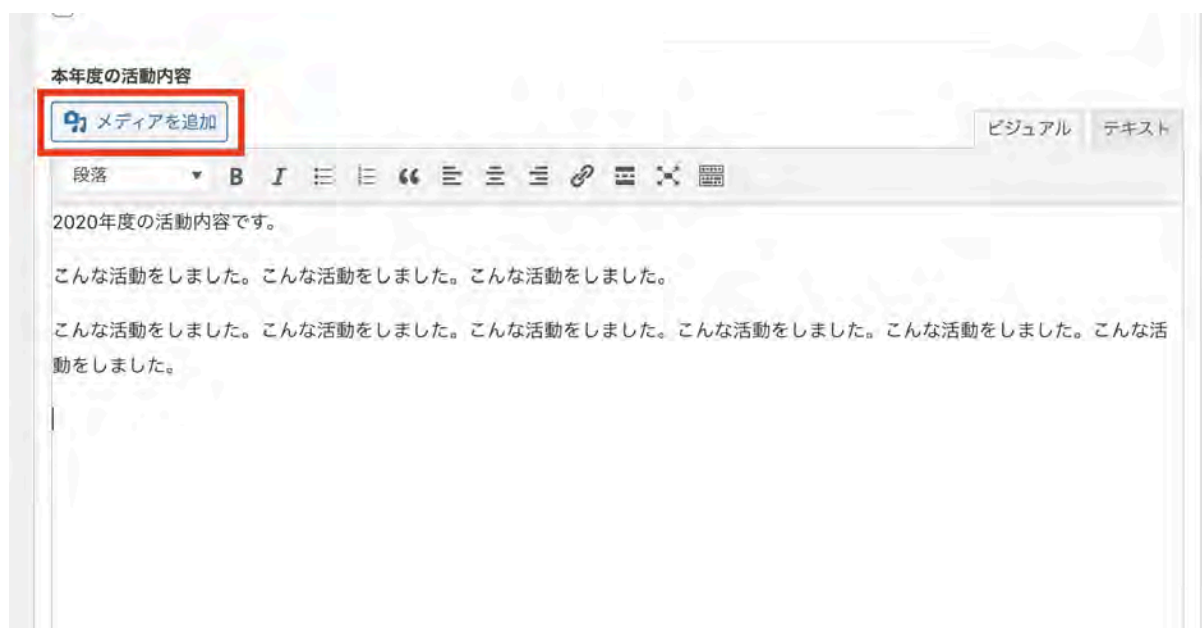 本年度の活動内容
メディアを追加
ビジュアル テキスト
段落 B I
2020年度の活動内容です。
こんな活動をしました。こんな活動をしました。こんな活動をしました。
こんな活動をしました。こんな活動をしました。こんな活動をしました。こんな活動をしました。こんな活動をしました。こんな活
動をしました。